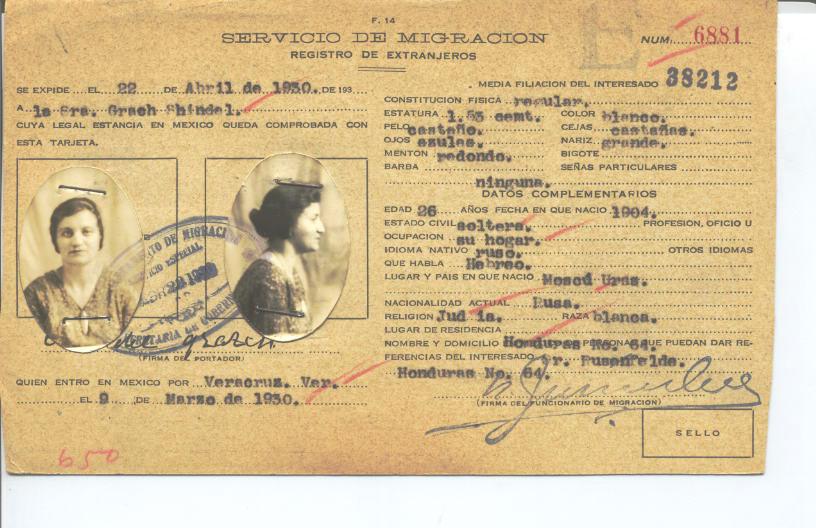 F. 14
SERVICIO DE MIGRACION
REGISTRO DE EXTRANJEROS
NUM. 6881
SE EXPIDE EL 22 DE Abril de 1930. DE 193
A la Sra. Grach Shindel.
CUYA LEGAL ESTANCIA EN MEXICO QUEDA COMPROBADA CON
ESTA TARJETA.
(FIRMA DEL PORTADOR)
QUIEN ENTRO EN MEXICO POR Veracruz. Ver.
EL 9 DE Marzo de 1930.
650
E
MEDIA FILIACION DEL INTERESADO 38212
CONSTITUCION FISICA regular.
ESTATURA 1.53 cemt. COLOR blanco.
PELO castaño. CEJAS castañas.
OJOS azules. NARIZ grande.
MENTON redondo. BIGOTE
BARBA SEÑAS PARTICULARES
ninguna.
DATOS COMPLEMENTARIOS
EDAD 26 AÑOS FECHA EN QUE NACIO 1904.
ESTADO CIVIL soltera. PROFESION, OFICIO U
OCUPACION su hogar.
IDIOMA NATIVO ruso. OTROS IDIOMAS
QUE HABLA Hebreo.
LUGAR Y PAIS EN QUE NACIO Moscú Urss.
NACIONALIDAD ACTUAL Rusa.
RELIGION Judía. RAZA blanca.
LUGAR DE RESIDENCIA
NOMBRE Y DOMICILIO Honduras No. 64. PERSONAS QUE PUEDAN DAR RE-
FERENCIAS DEL INTERESADO Dr. Rusenfelds.
Honduras No. 64.
(FIRMA DEL FUNCIONARIO DE MIGRACION)
SELLO